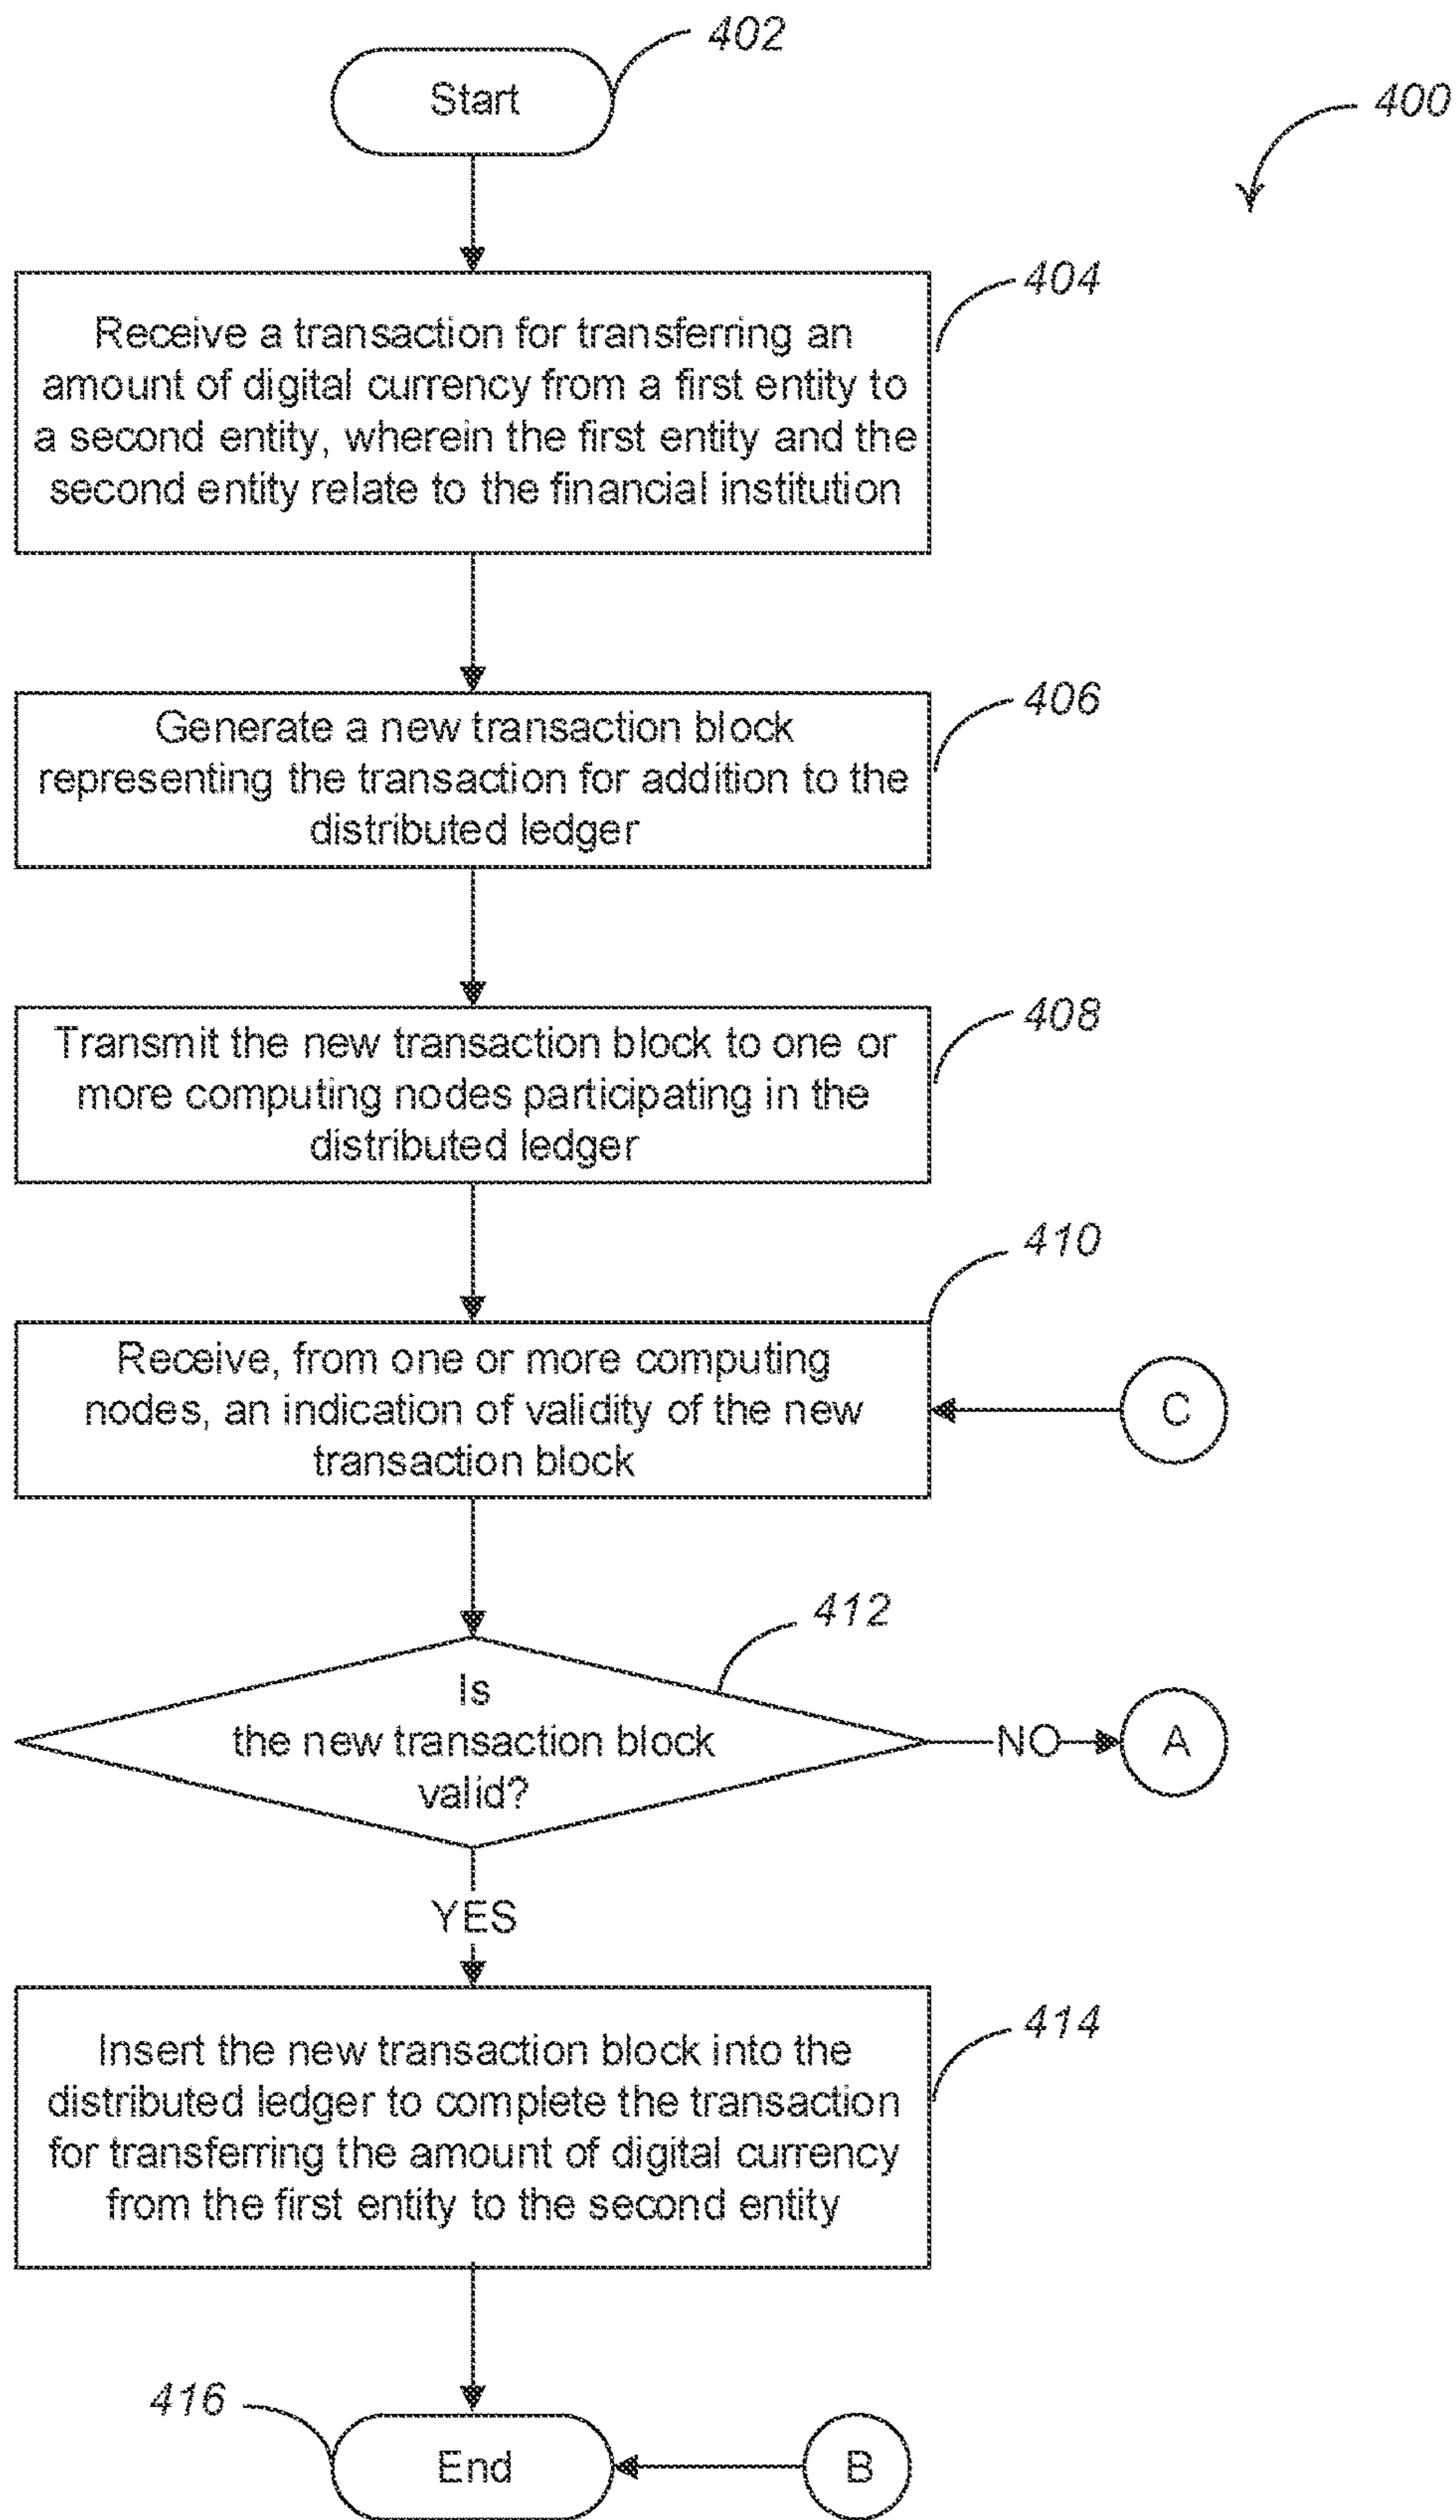 402
Start
400
404
Receive a transaction for transferring an
amount of digital currency from a first entity to
a second entity, wherein the first entity and the
second entity relate to the financial institution
406
Generate a new transaction block
representing the transaction for addition to the
distributed ledger
408
Transmit the new transaction block to one or
more computing nodes participating in the
distributed ledger
410
Receive, from one or more computing
nodes, an indication of validity of the new
transaction block
C
412
Is
the new transaction block
valid?
NO
A
YES
414
Insert the new transaction block into the
distributed ledger to complete the transaction
for transferring the amount of digital currency
from the first entity to the second entity
416
End
B